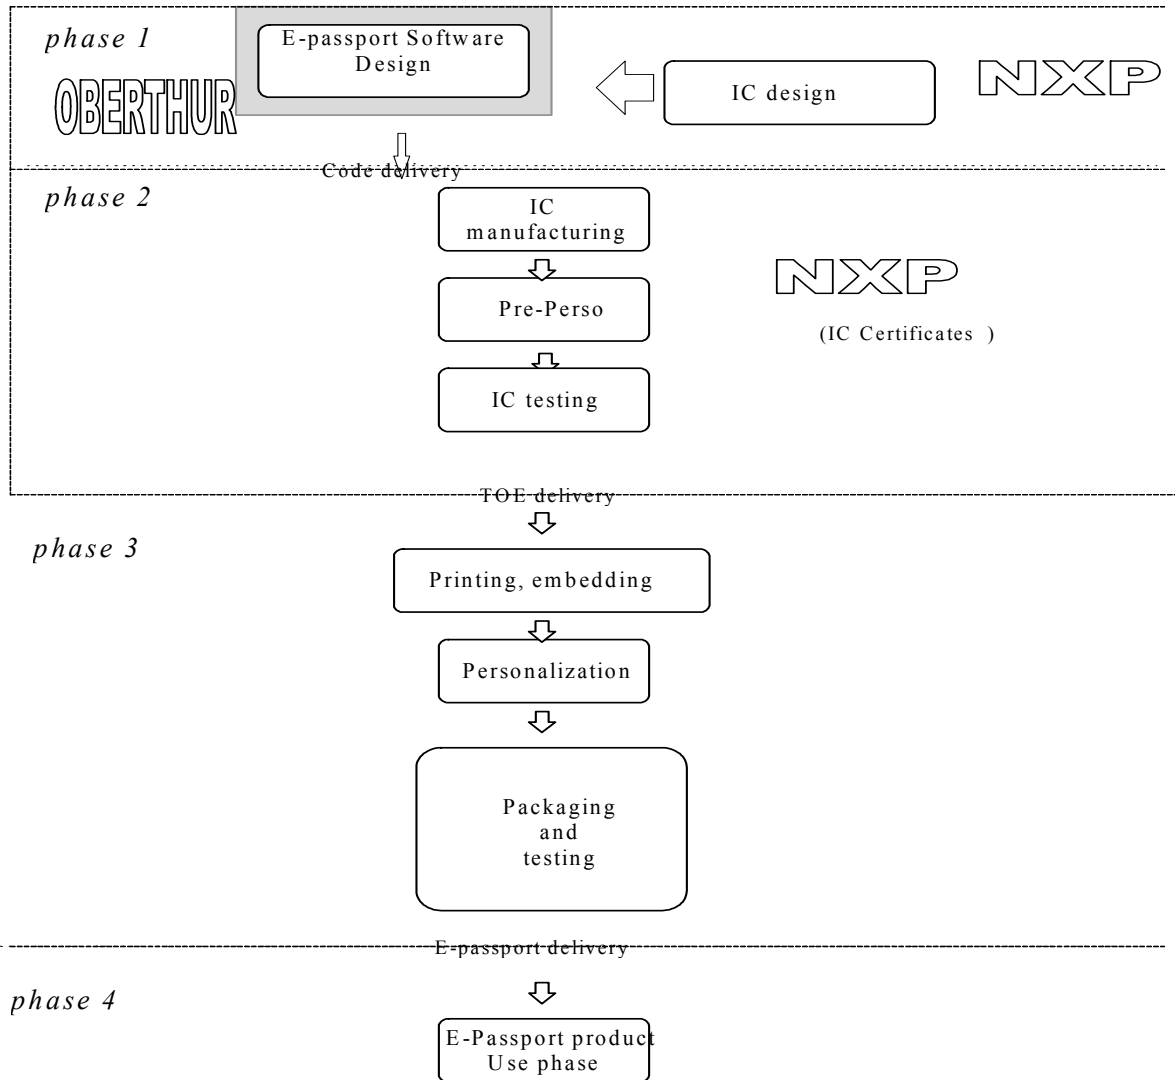 phase 1
E-passport Software
Design
OBERTHUR
IC design
NXP
Code delivery
phase 2
IC
manufacturing
NXP
Pre-Perso
(IC Certificates )
IC testing
TOE delivery
phase 3
Printing, embedding
Personalization
Packaging
and
testing
E-passport delivery
phase 4
E-Passport product
Use phase